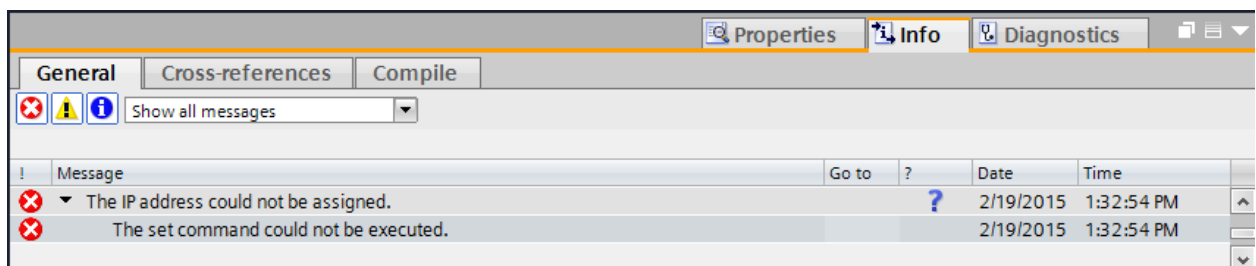 Properties Info Diagnostics
General Cross-references Compile
Show all messages
! Message Go to ? Date Time
The IP address could not be assigned. ? 2/19/2015 1:32:54 PM
The set command could not be executed. 2/19/2015 1:32:54 PM